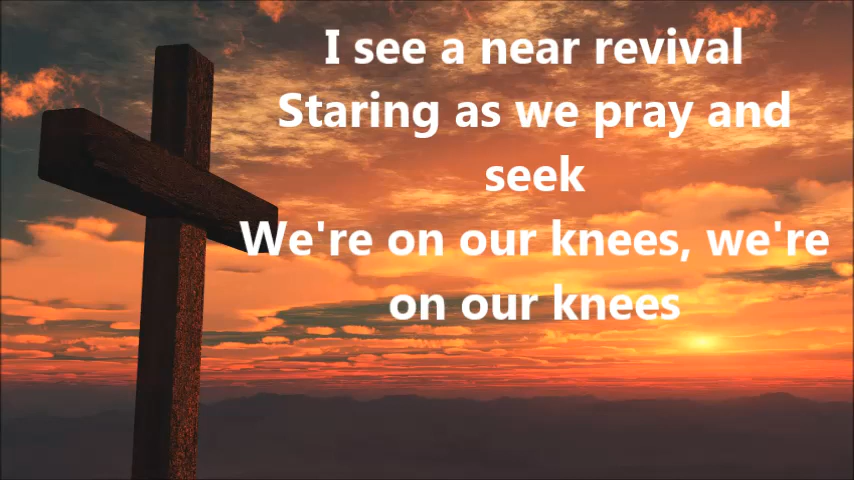 I see a near revival
Staring as we pray and
seek
We're on our knees, we're
on our knees